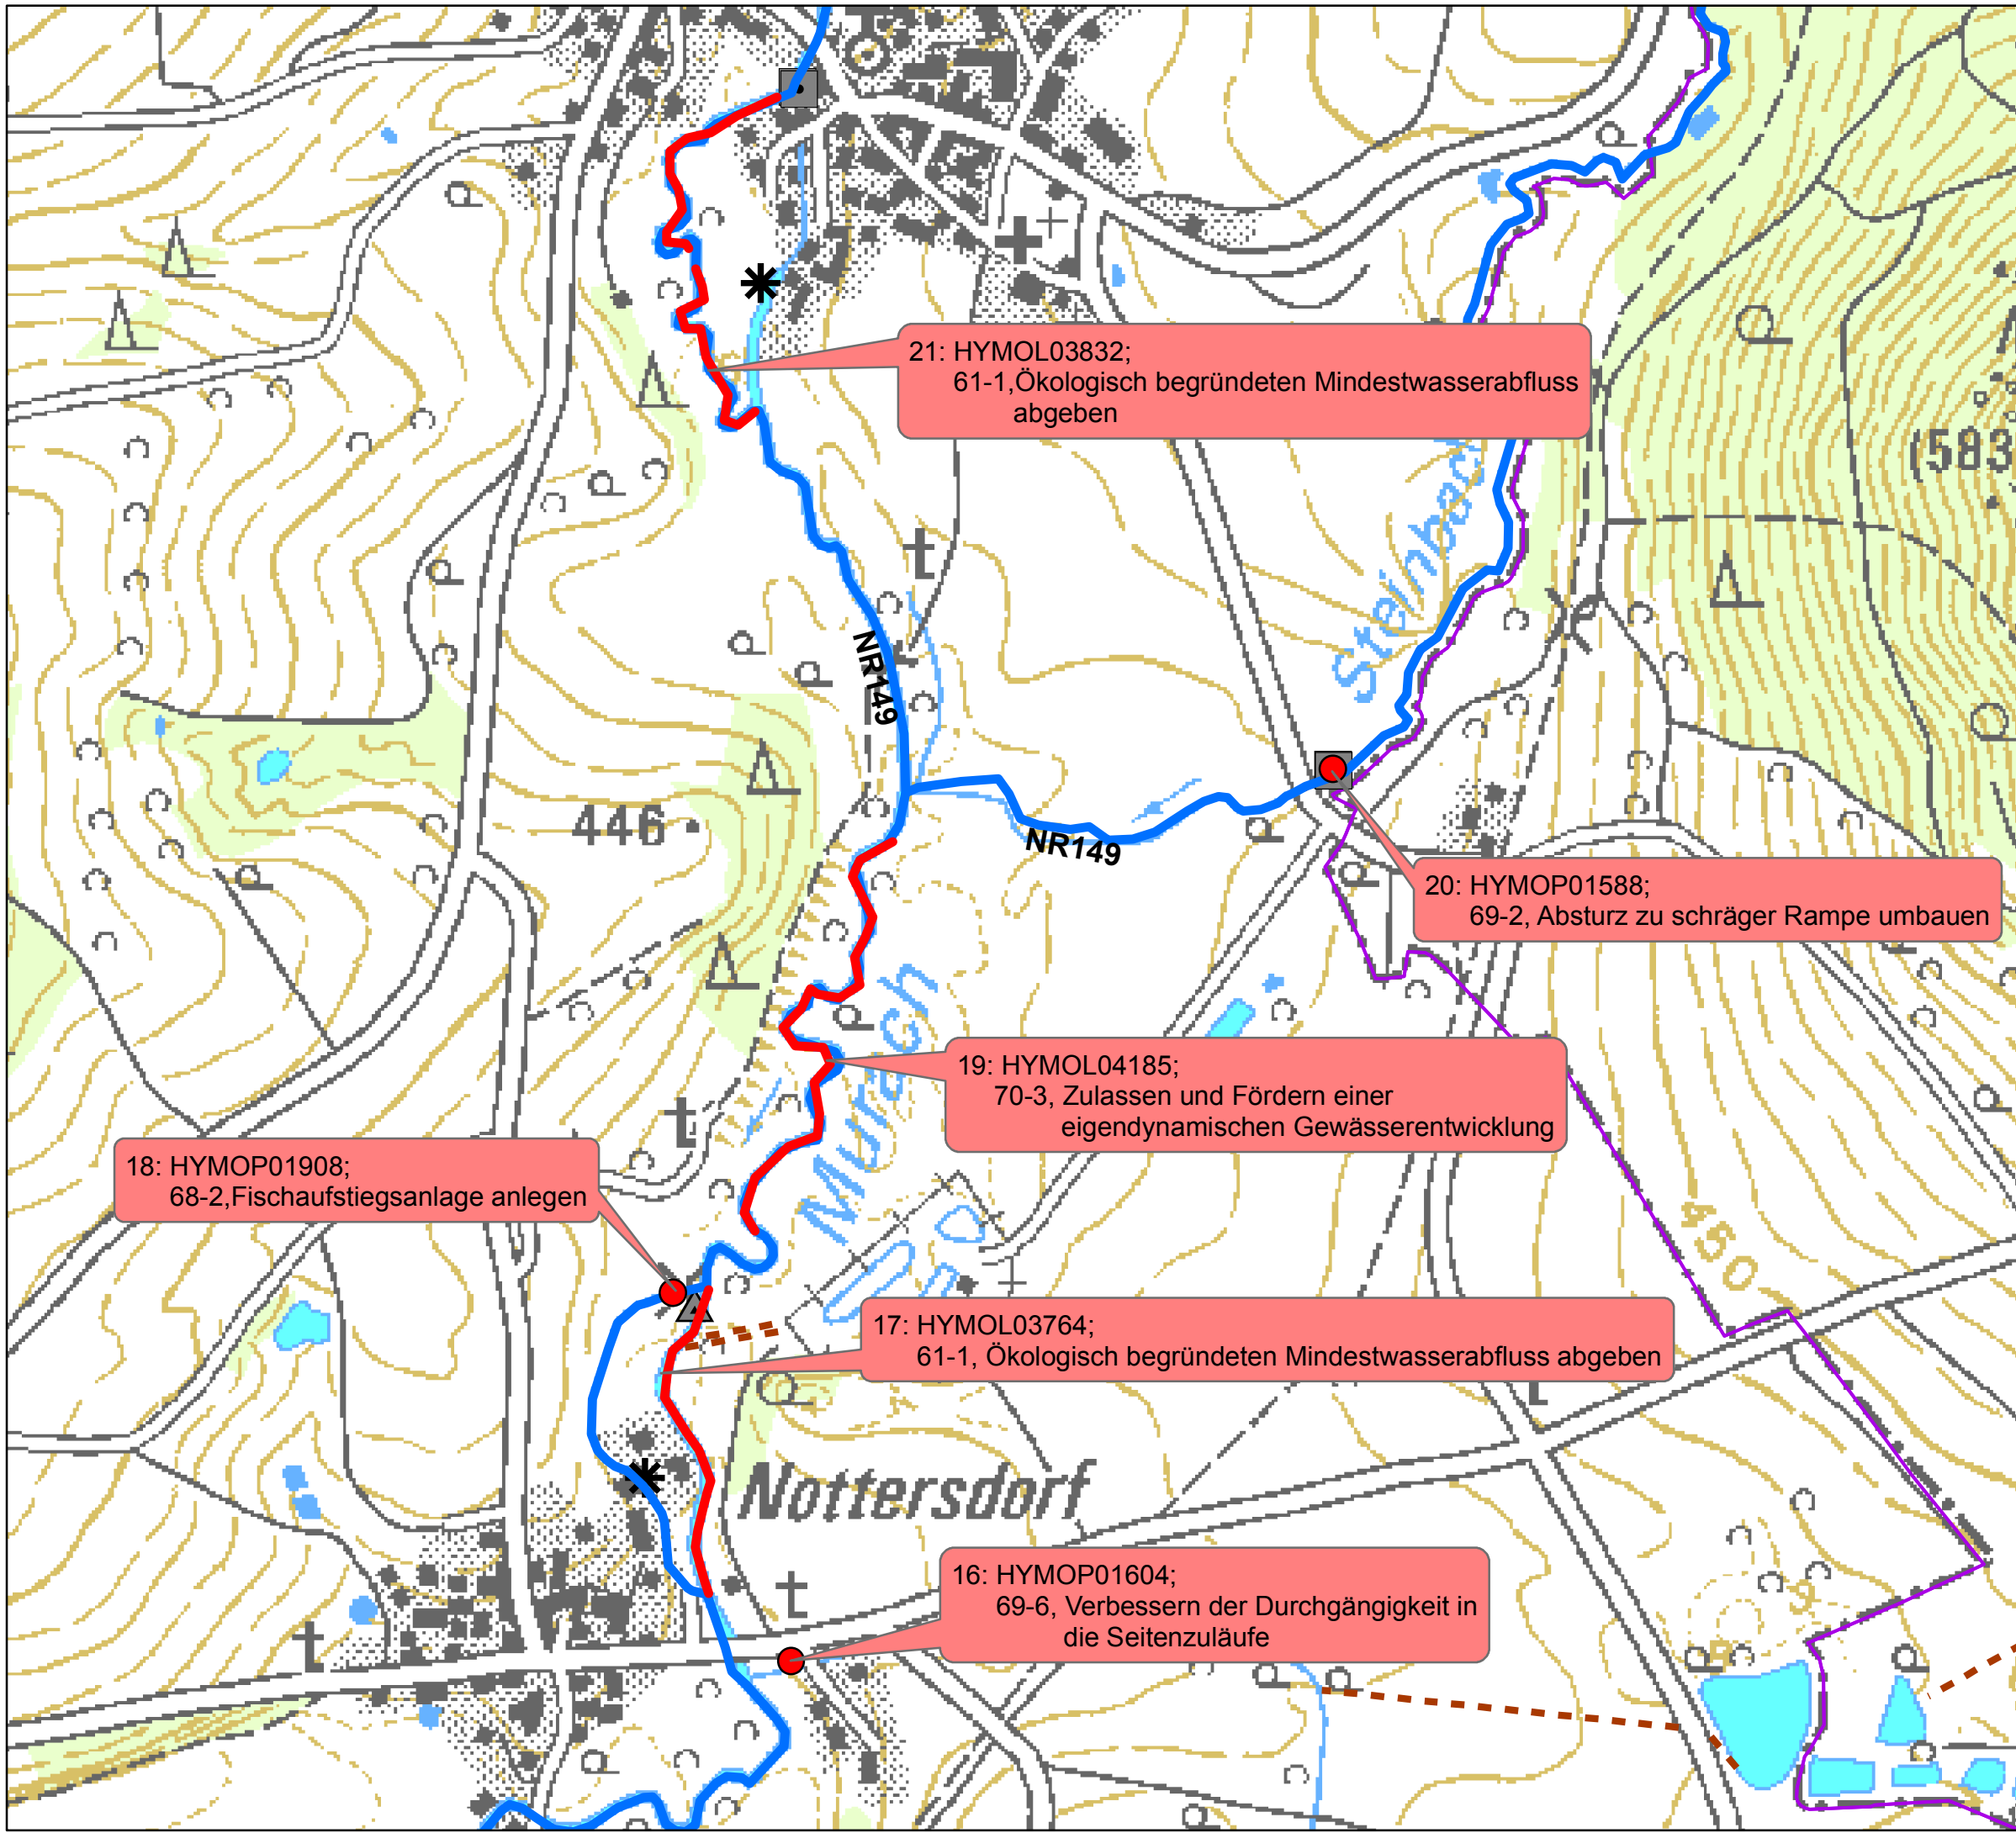 21: HYMOL03832;
61-1,Ökologisch begründeten Mindestwasserabfluss
abgeben
(583
NR149
446
NR149
20: HYMOP01588;
69-2, Absturz zu schräger Rampe umbauen
Murach
19: HYMOL04185;
70-3, Zulassen und Fördern einer
eigendynamischen Gewässerentwicklung
18: HYMOP01908;
68-2,Fischaufstiegsanlage anlegen
450
17: HYMOL03764;
61-1, Ökologisch begründeten Mindestwasserabfluss abgeben
Nottersdorf
16: HYMOP01604;
69-6, Verbessern der Durchgängigkeit in
die Seitenzuläufe